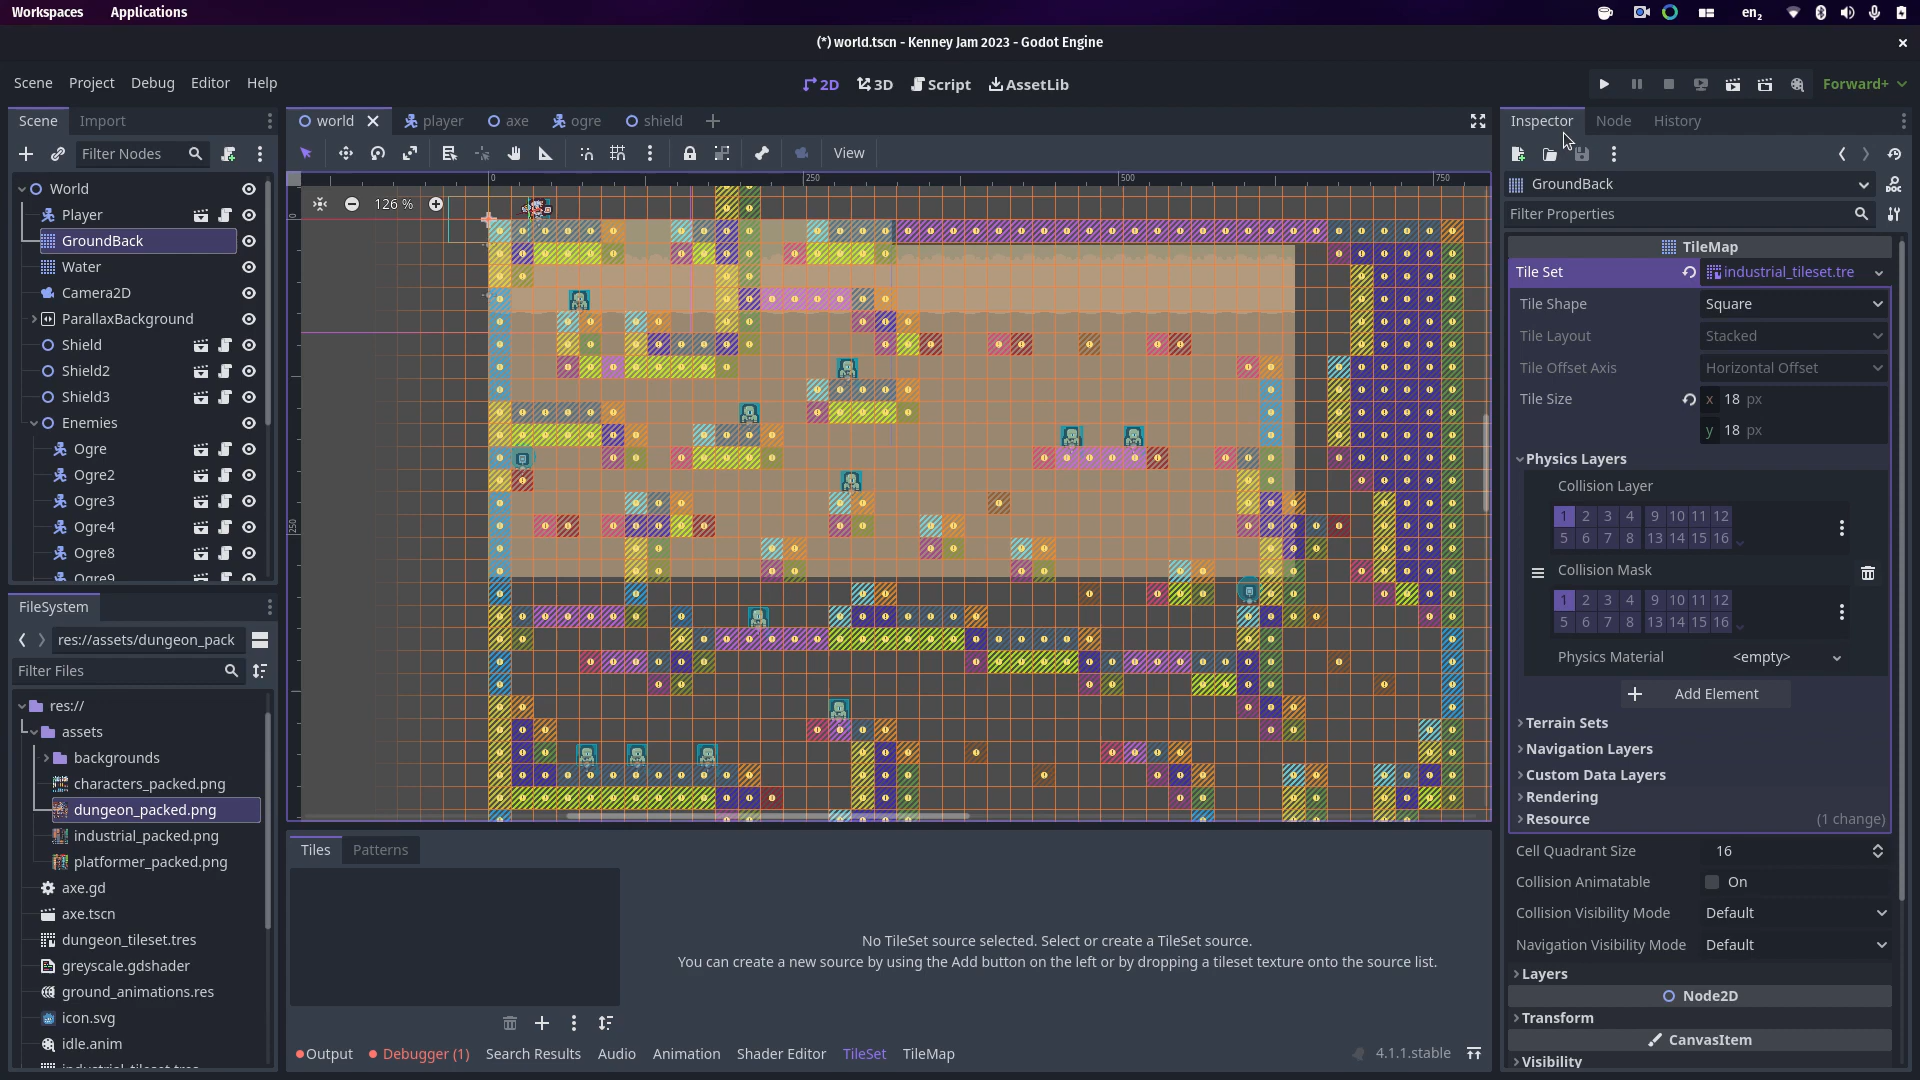 Workspaces Applications en₂
(*) world.tscn - Kenney Jam 2023 - Godot Engine
Scene Project Debug Editor Help 2D 3D Script AssetLib Forward+
Scene Import
Filter Nodes
World
Player
GroundBack
Water
Camera2D
ParallaxBackground
Shield
Shield2
Shield3
Enemies
Ogre
Ogre2
Ogre3
Ogre4
Ogre8
Ogre9
FileSystem
res://assets/dungeon_pack
Filter Files
res://
assets
backgrounds
characters_packed.png
dungeon_packed.png
industrial_packed.png
platformer_packed.png
axe.gd
axe.tscn
dungeon_tileset.tres
greyscale.gdshader
ground_animations.res
icon.svg
idle.anim
industrial_tileset.tres
world player axe ogre shield
View
0 250 500 750
126 %
0
250
Tiles Patterns
No TileSet source selected. Select or create a TileSet source.
You can create a new source by using the Add button on the left or by dropping a tileset texture onto the source list.
Output Debugger (1) Search Results Audio Animation Shader Editor TileSet TileMap 4.1.1.stable
Inspector Node History
GroundBack
Filter Properties
TileMap
Tile Set industrial_tileset.tre
Tile Shape Square
Tile Layout Stacked
Tile Offset Axis Horizontal Offset
Tile Size x 18 px
y 18 px
Physics Layers
Collision Layer
1 2 3 4 9 10 11 12
5 6 7 8 13 14 15 16
Collision Mask
1 2 3 4 9 10 11 12
5 6 7 8 13 14 15 16
Physics Material <empty>
Add Element
Terrain Sets
Navigation Layers
Custom Data Layers
Rendering
Resource (1 change)
Cell Quadrant Size 16
Collision Animatable On
Collision Visibility Mode Default
Navigation Visibility Mode Default
Layers
Node2D
Transform
CanvasItem
Visibility